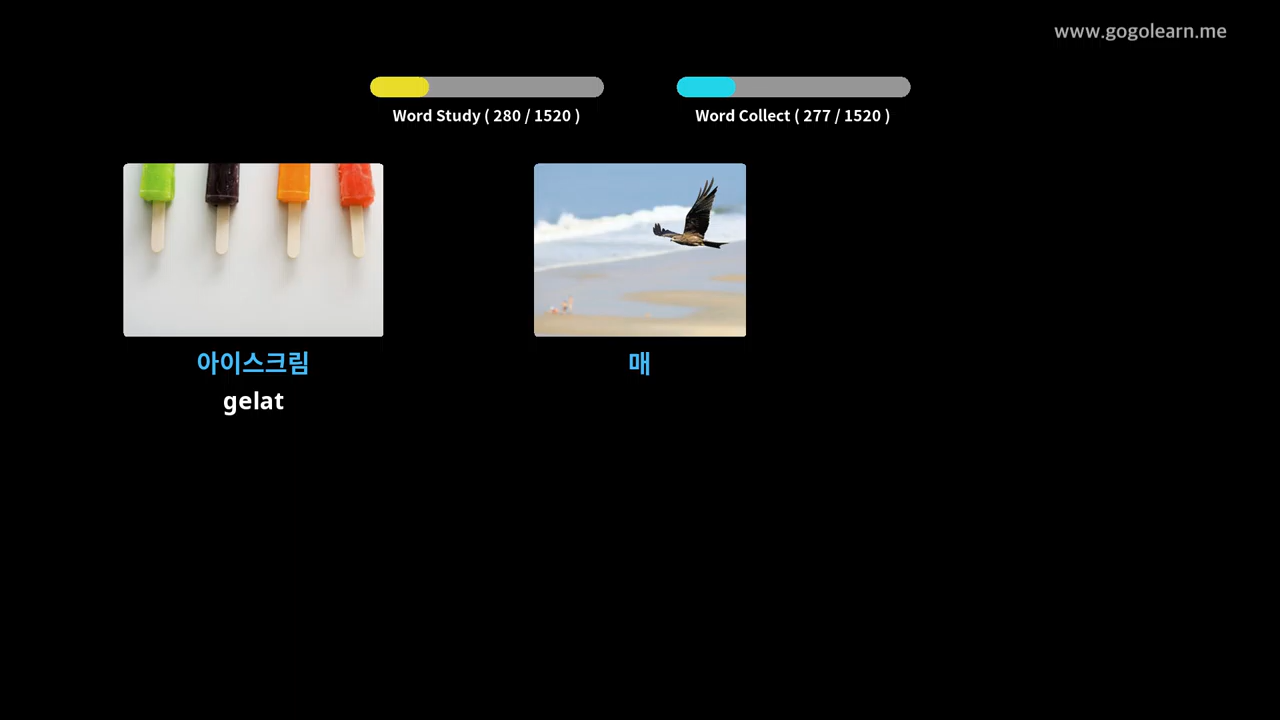 www.gogolearn.me
Word Study ( 280 / 1520 )
Word Collect ( 277 / 1520 )
아이스크림
gelat
매